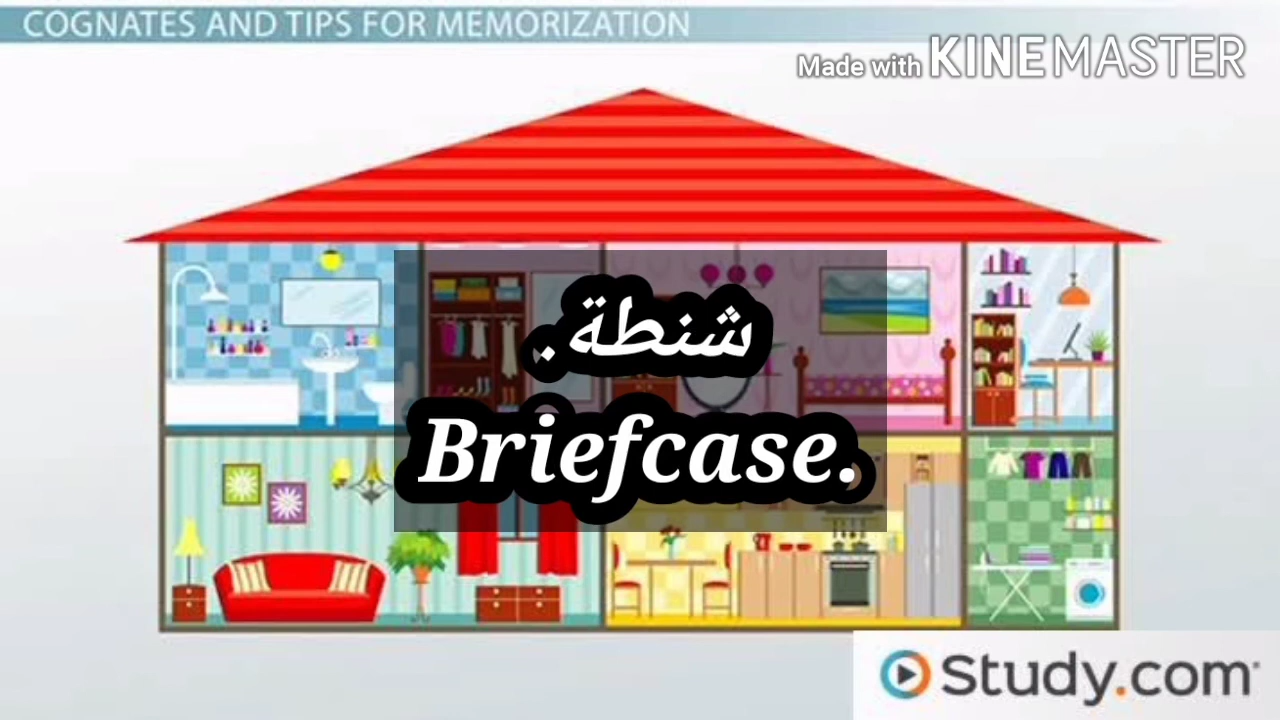 COGNATES AND TIPS FOR MEMORIZATION
Made with KINEMASTER
شنطة .
Briefcase.
Study.com